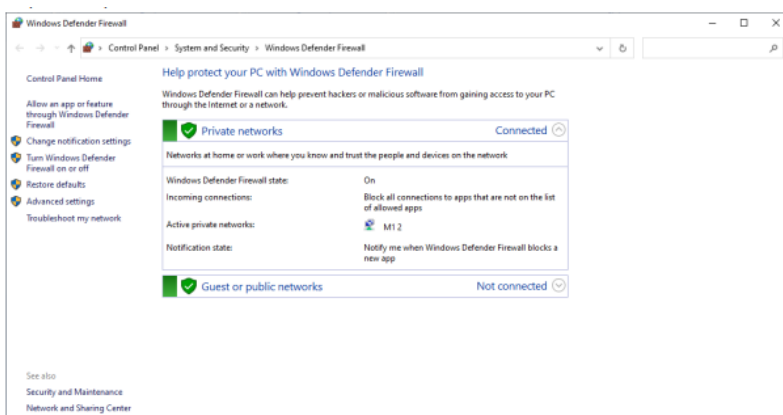 Windows Defender Firewall
Control Panel > System and Security > Windows Defender Firewall
Control Panel Home
Allow an app or feature
through Windows Defender
Firewall
Change notification settings
Turn Windows Defender
Firewall on or off
Restore defaults
Advanced settings
Troubleshoot my network
Help protect your PC with Windows Defender Firewall
Windows Defender Firewall can help prevent hackers or malicious software from gaining access to your PC
through the Internet or a network.
Private networks Connected
Networks at home or work where you know and trust the people and devices on the network
Windows Defender Firewall state: On
Incoming connections: Block all connections to apps that are not on the list
of allowed apps
Active private networks: M12
Notification state: Notify me when Windows Defender Firewall blocks a
new app
Guest or public networks Not connected
See also
Security and Maintenance
Network and Sharing Center